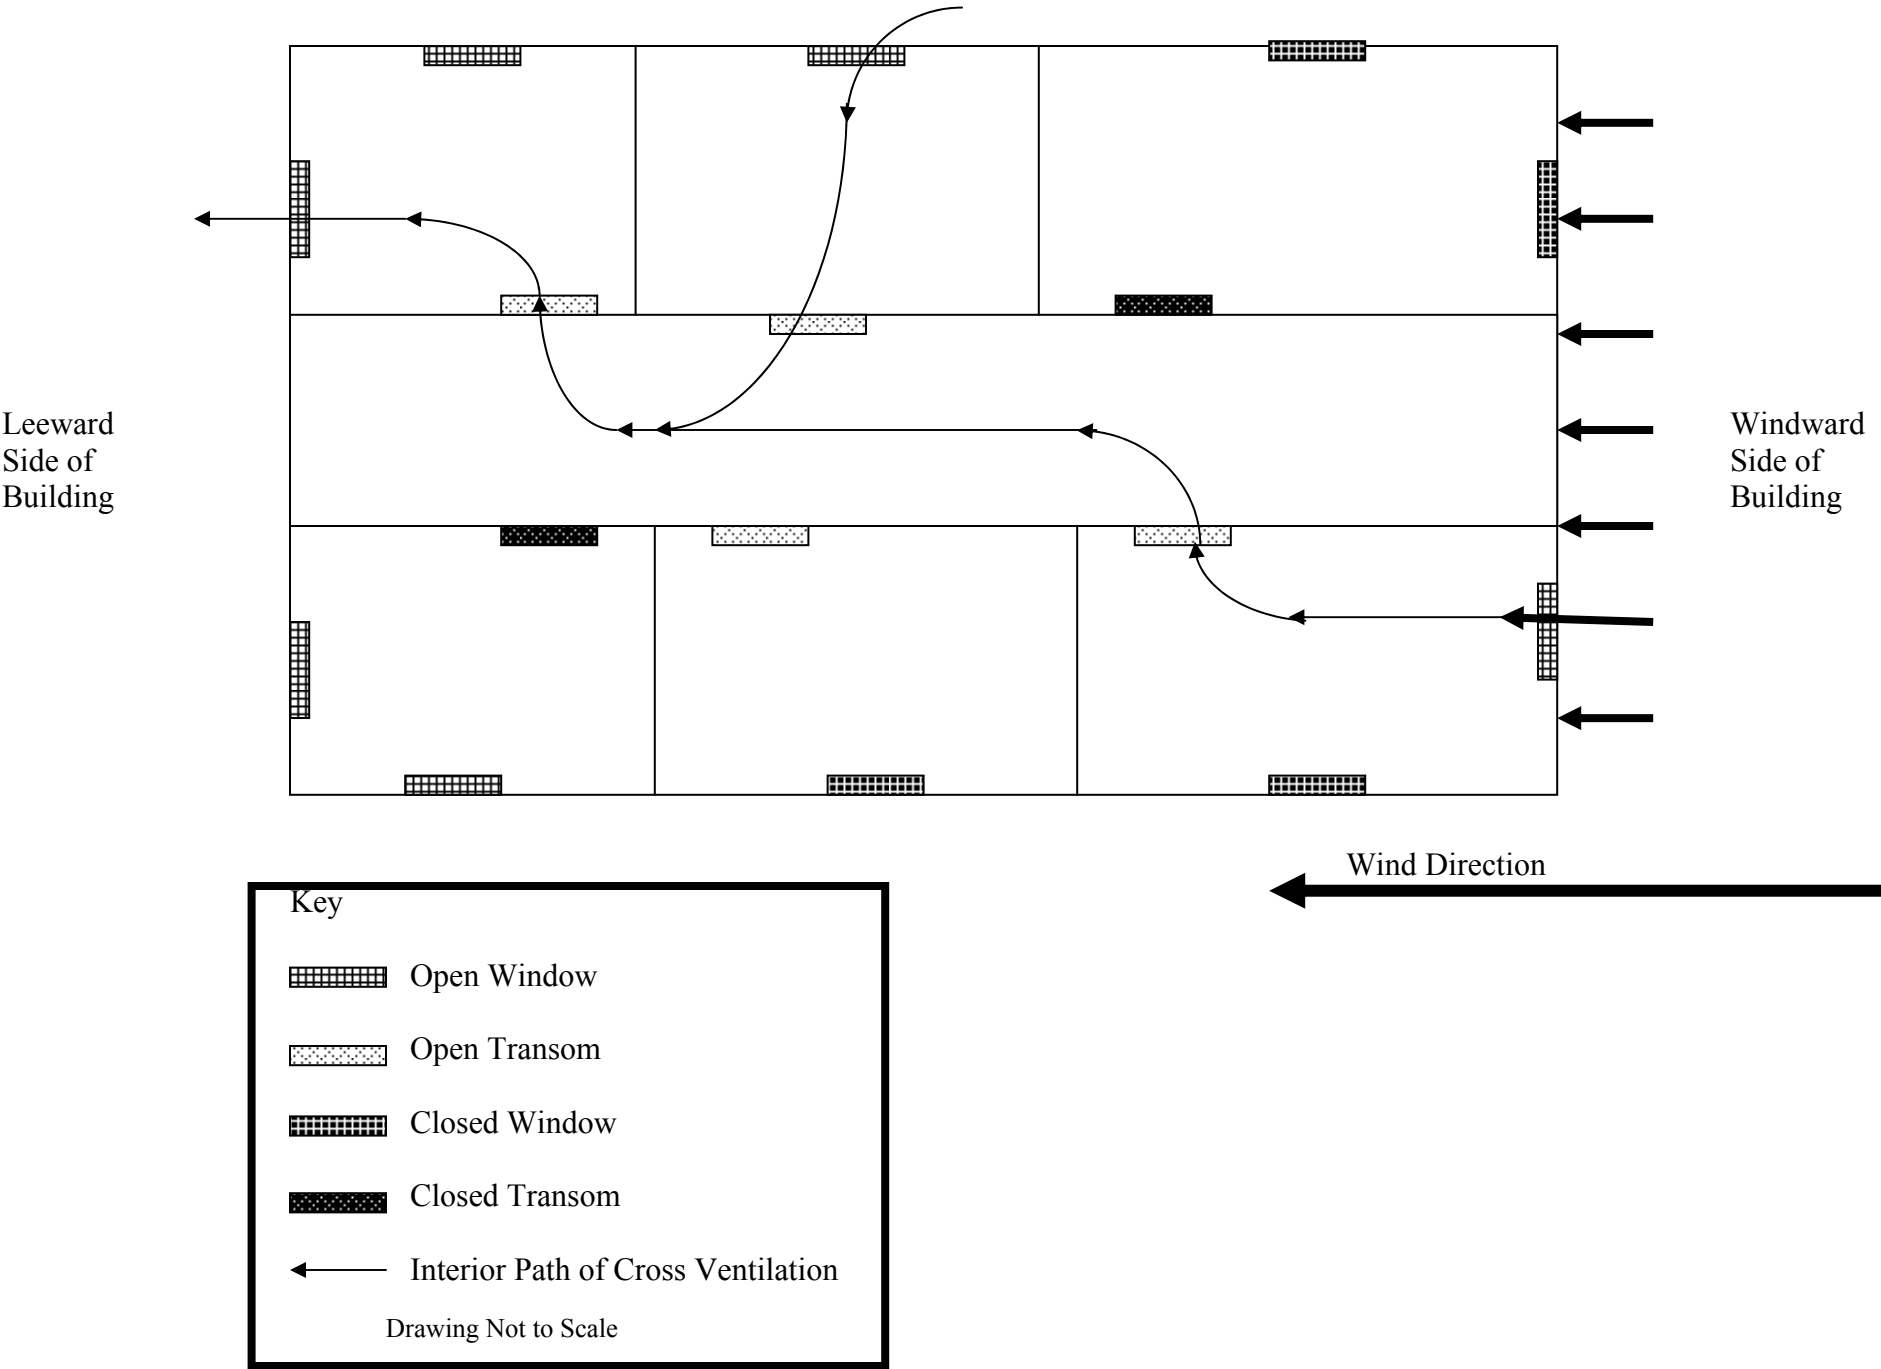 Leeward
Side of
Building
Windward
Side of
Building
Wind Direction
Key
Open Window
Open Transom
Closed Window
Closed Transom
Interior Path of Cross Ventilation
Drawing Not to Scale